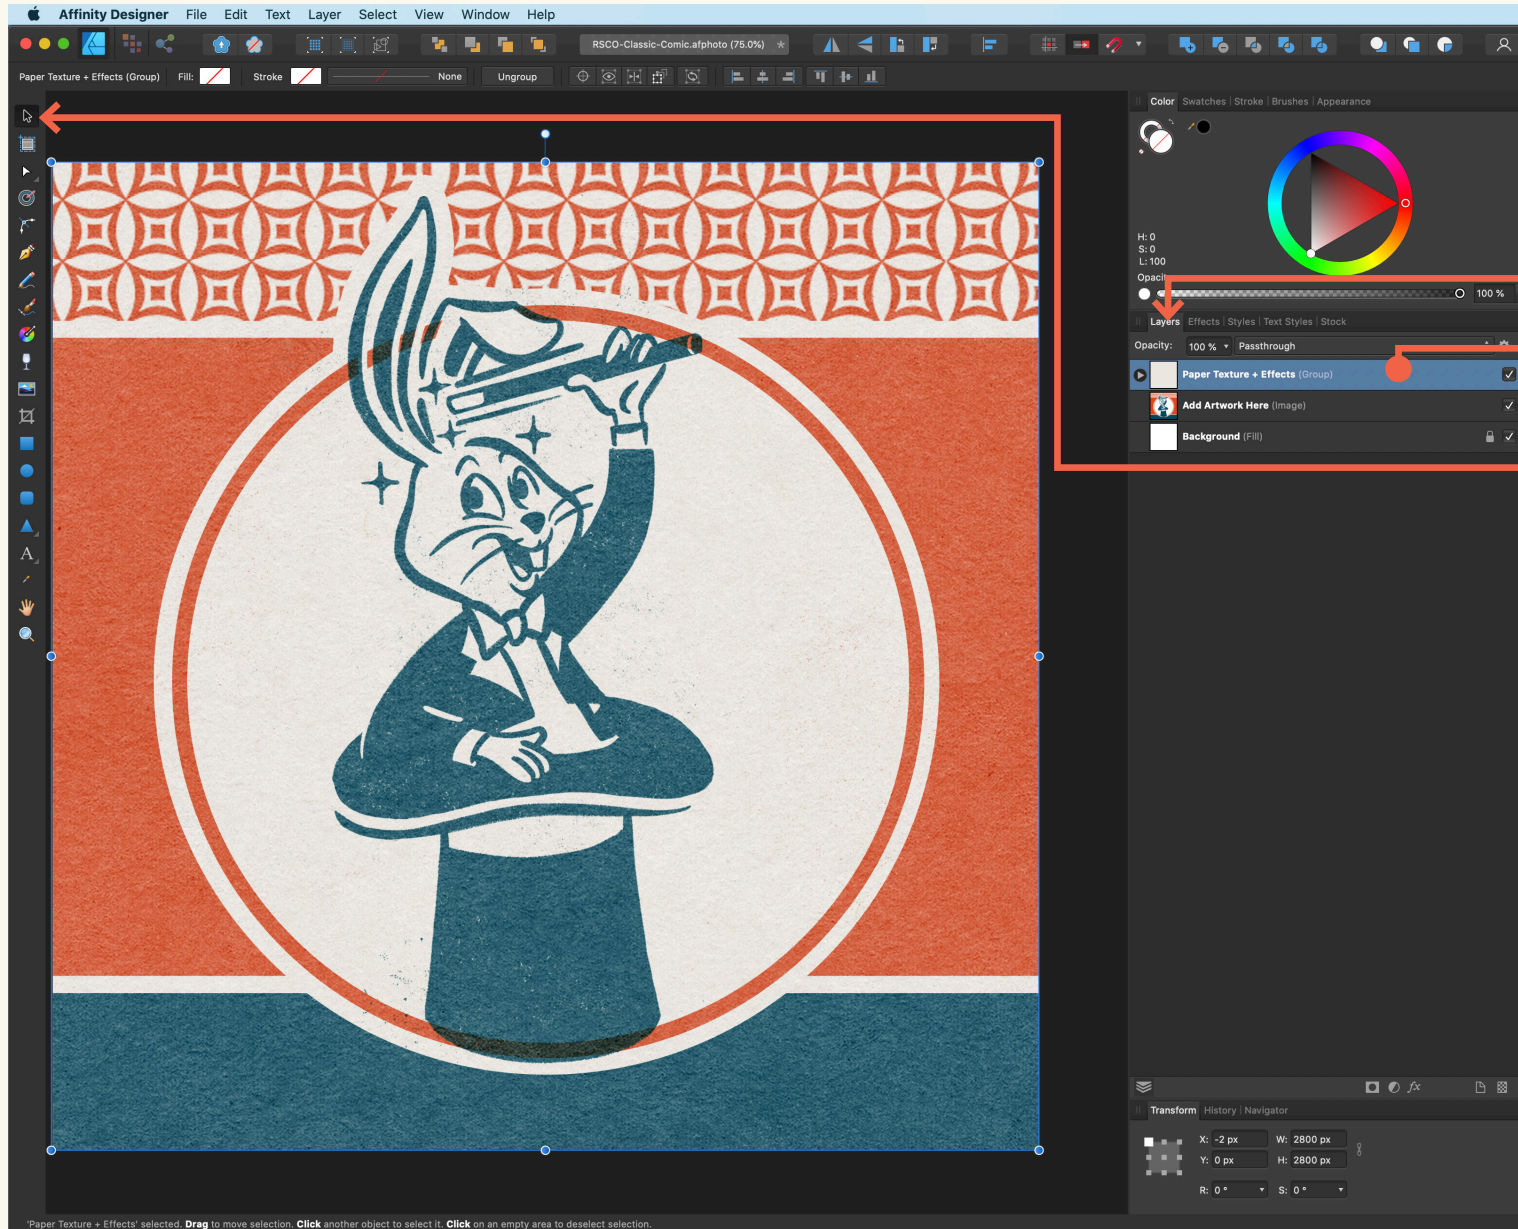 Affinity Designer File Edit Text Layer Select View Window Help
RSCO-Classic-Comic.afphoto (75.0%)
Paper Texture + Effects (Group) Fill: Stroke None Ungroup
Color Swatches Stroke Brushes Appearance
H: 0
S: 0
L: 100
Opaci
100 %
Layers Effects Styles Text Styles Stock
Opacity: 100 % Passthrough
Paper Texture + Effects (Group)
Add Artwork Here (Image)
Background (Fill)
A
fx
Transform History Navigator
X: -2 px W: 2800 px
Y: 0 px H: 2800 px
R: 0 ° S: 0 °
'Paper Texture + Effects' selected. Drag to move selection. Click another object to select it. Click on an empty area to deselect selection.